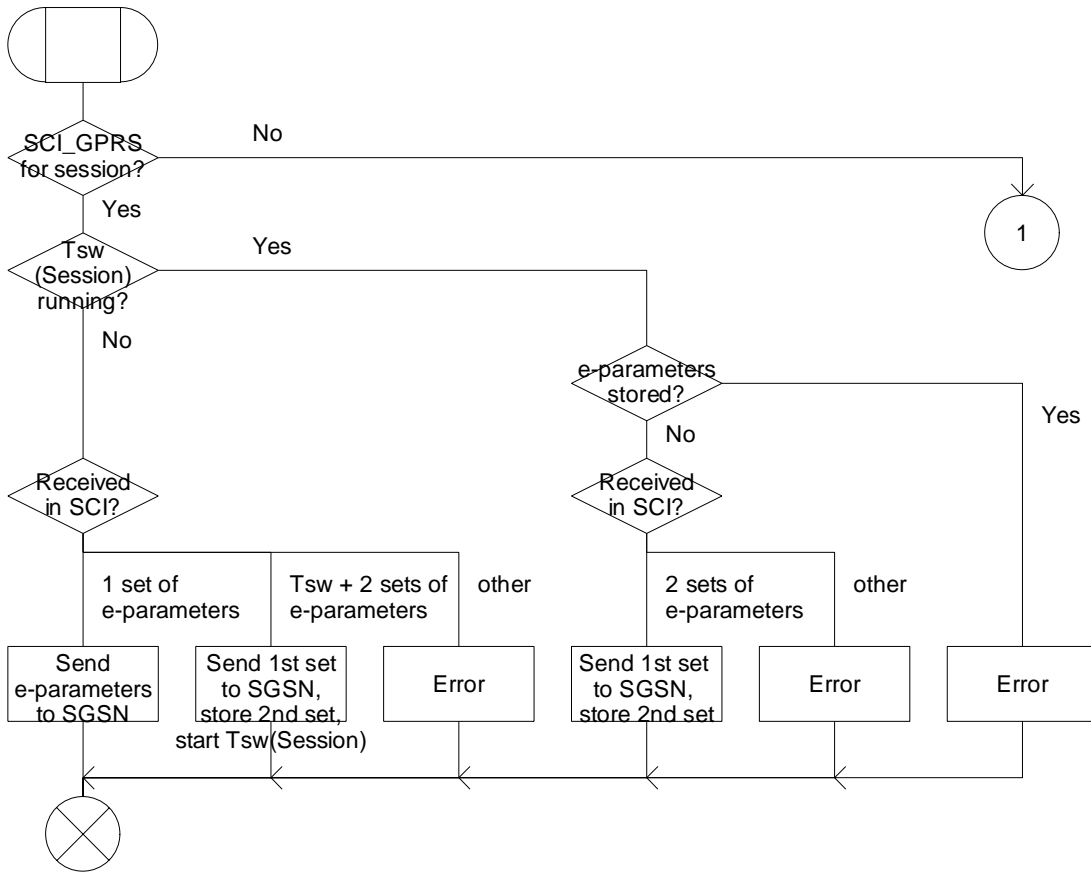 SCI_GPRS
for session?
No
Yes
1
Tsw
(Session)
running?
Yes
No
e-parameters
stored?
Yes
No
Received
in SCI?
Received
in SCI?
1 set of
e-parameters
Tsw + 2 sets of
e-parameters
other
2 sets of
e-parameters
other
Send
e-parameters
to SGSN
Send 1st set
to SGSN,
store 2nd set,
start Tsw(Session)
Error
Send 1st set
to SGSN,
store 2nd set
Error
Error